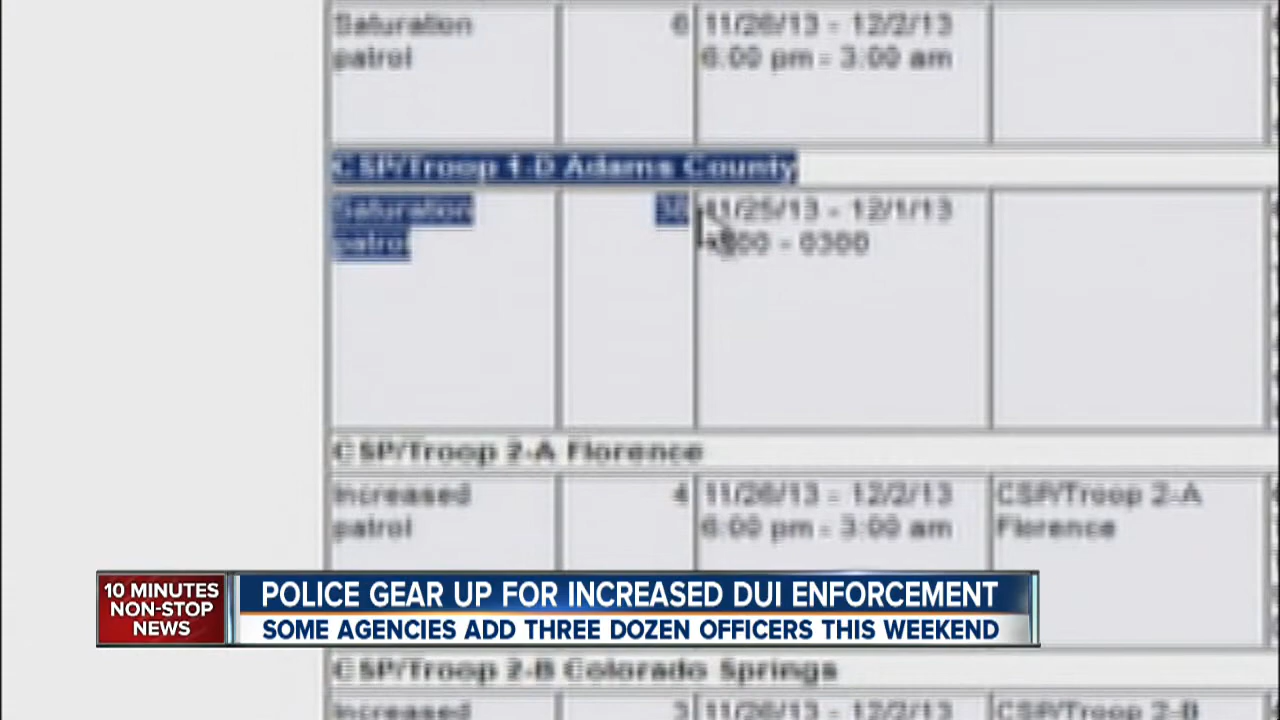 Saturation 6 11/26/13 - 12/2/13
patrol 6:00 pm - 3:00 am
CSP/Troop 1-D Adams County
Saturation 11/25/13 - 12/1/13
patrol - 0300
CSP/Troop 2-A Florence
Increased 4 11/26/13 - 12/2/13 CSP/Troop 2-A
patrol 6:00 pm - 3:00 am Florence
10 MINUTES
NON-STOP
NEWS
POLICE GEAR UP FOR INCREASED DUI ENFORCEMENT
SOME AGENCIES ADD THREE DOZEN OFFICERS THIS WEEKEND
CSP/Troop 2-B Colorado Springs
Increased 3 11/26/13 - 12/2/13 CSP/Troop 2-B